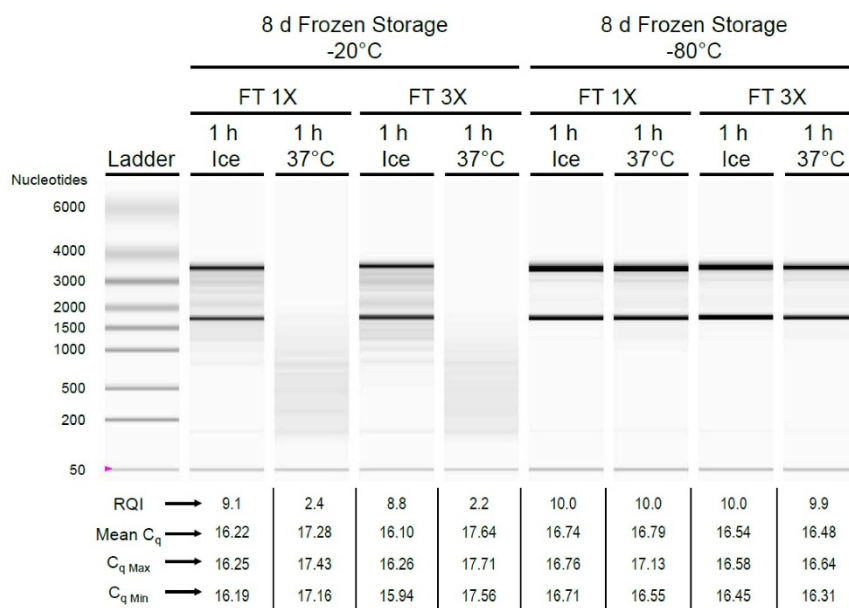 8 d Frozen Storage
-20°C
8 d Frozen Storage
-80°C
FT 1X
FT 3X
FT 1X
FT 3X
Ladder
1 h
Ice
1 h
37°C
1 h
Ice
1 h
37°C
1 h
Ice
1 h
37°C
1 h
Ice
1 h
37°C
Nucleotides
6000
4000
3000
2000
1500
1000
500
200
50
RQI 9.1 2.4 8.8 2.2 10.0 10.0 10.0 9.9
Mean Cq 16.22 17.28 16.10 17.64 16.74 16.79 16.54 16.48
Cq Max 16.25 17.43 16.26 17.71 16.76 17.13 16.58 16.64
Cq Min 16.19 17.16 15.94 17.56 16.71 16.55 16.45 16.31